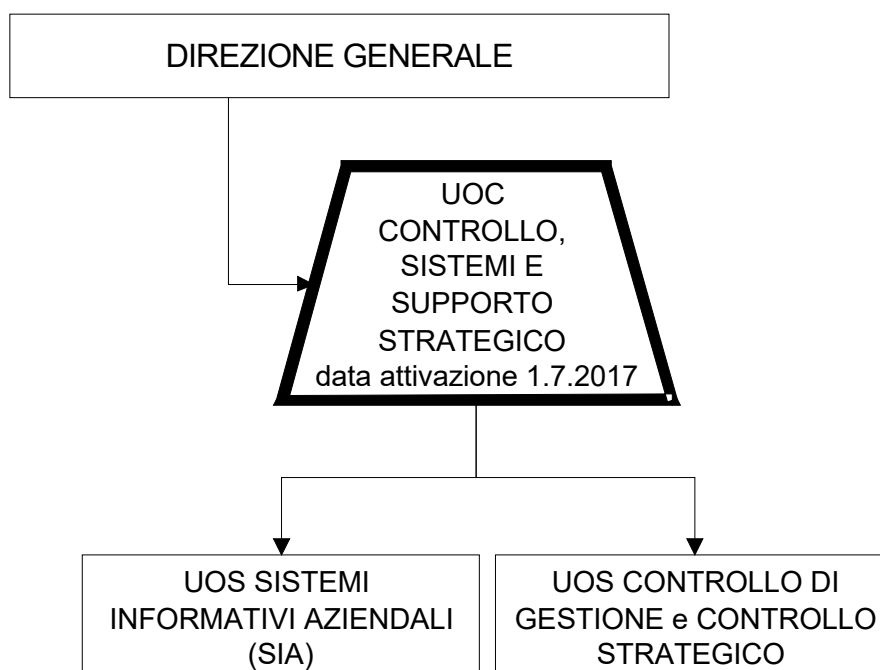 DIREZIONE GENERALE
UOC
CONTROLLO,
SISTEMI E
SUPPORTO
STRATEGICO
data attivazione 1.7.2017
UOS SISTEMI
INFORMATIVI AZIENDALI
(SIA)
UOS CONTROLLO DI
GESTIONE e CONTROLLO
STRATEGICO